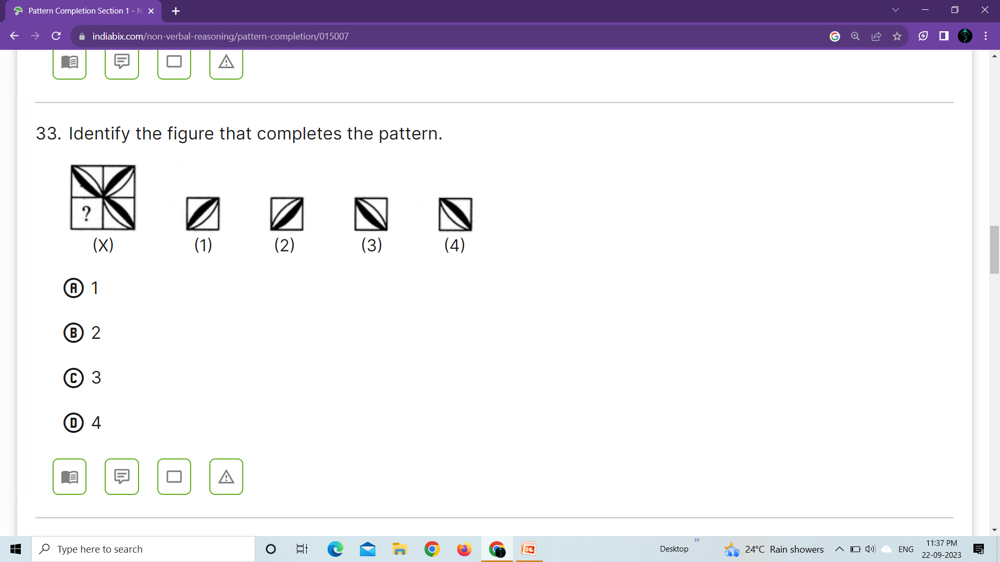 Pattern Completion Section 1 - N
indiabix.com/non-verbal-reasoning/pattern-completion/015007
33. Identify the figure that completes the pattern.
?
(X) (1) (2) (3) (4)
A 1
B 2
C 3
D 4
Type here to search
Desktop
24°C Rain showers
ENG
11:37 PM
22-09-2023